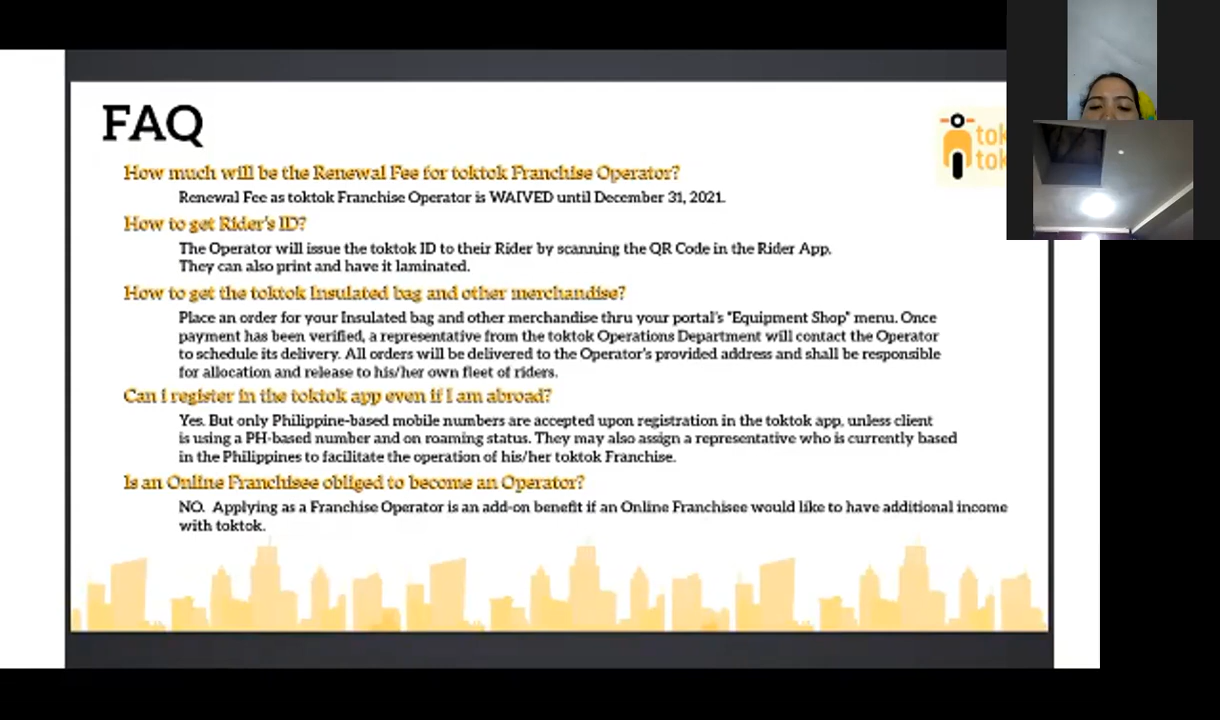 FAQ
tok
tok
How much will be the Renewal Fee for toktok Franchise Operator?
Renewal Fee as toktok Franchise Operator is WAIVED until December 31, 2021.
How to get Rider's ID?
The Operator will issue the toktok ID to their Rider by scanning the QR Code in the Rider App.
They can also print and have it laminated.
How to get the toktok Insulated bag and other merchandise?
Place an order for your Insulated bag and other merchandise thru your portal's "Equipment Shop" menu. Once
payment has been verified, a representative from the toktok Operations Department will contact the Operator
to schedule its delivery. All orders will be delivered to the Operator's provided address and shall be responsible
for allocation and release to his/her own fleet of riders.
Can i register in the toktok app even if I am abroad?
Yes. But only Philippine-based mobile numbers are accepted upon registration in the toktok app, unless client
is using a PH-based number and on roaming status. They may also assign a representative who is currently based
in the Philippines to facilitate the operation of his/her toktok Franchise.
Is an Online Franchisee obliged to become an Operator?
NO. Applying as a Franchise Operator is an add-on benefit if an Online Franchisee would like to have additional income
with toktok.